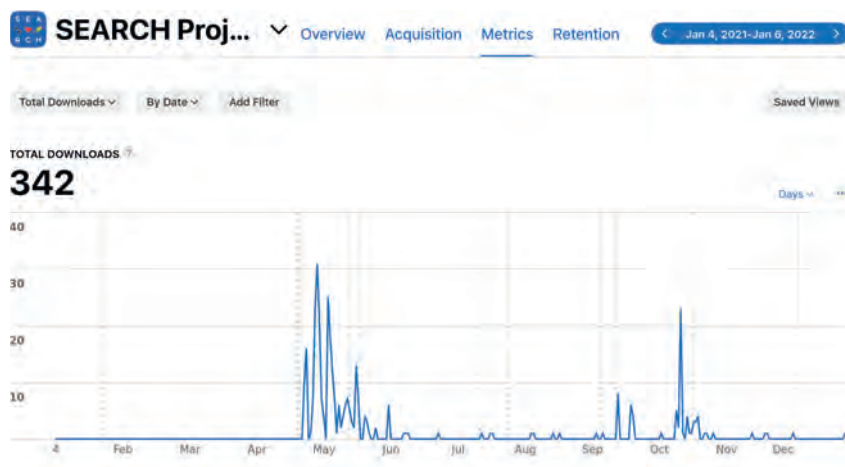 SEA
RCH
SEARCH Proj... Overview Acquisition Metrics Retention Jan 4, 2021-Jan 6, 2022
Total Downloads By Date Add Filter Saved Views
TOTAL DOWNLOADS ?
342
Days ...
40
30
20
10
4 Feb Mar Apr May Jun Jul Aug Sep Oct Nov Dec